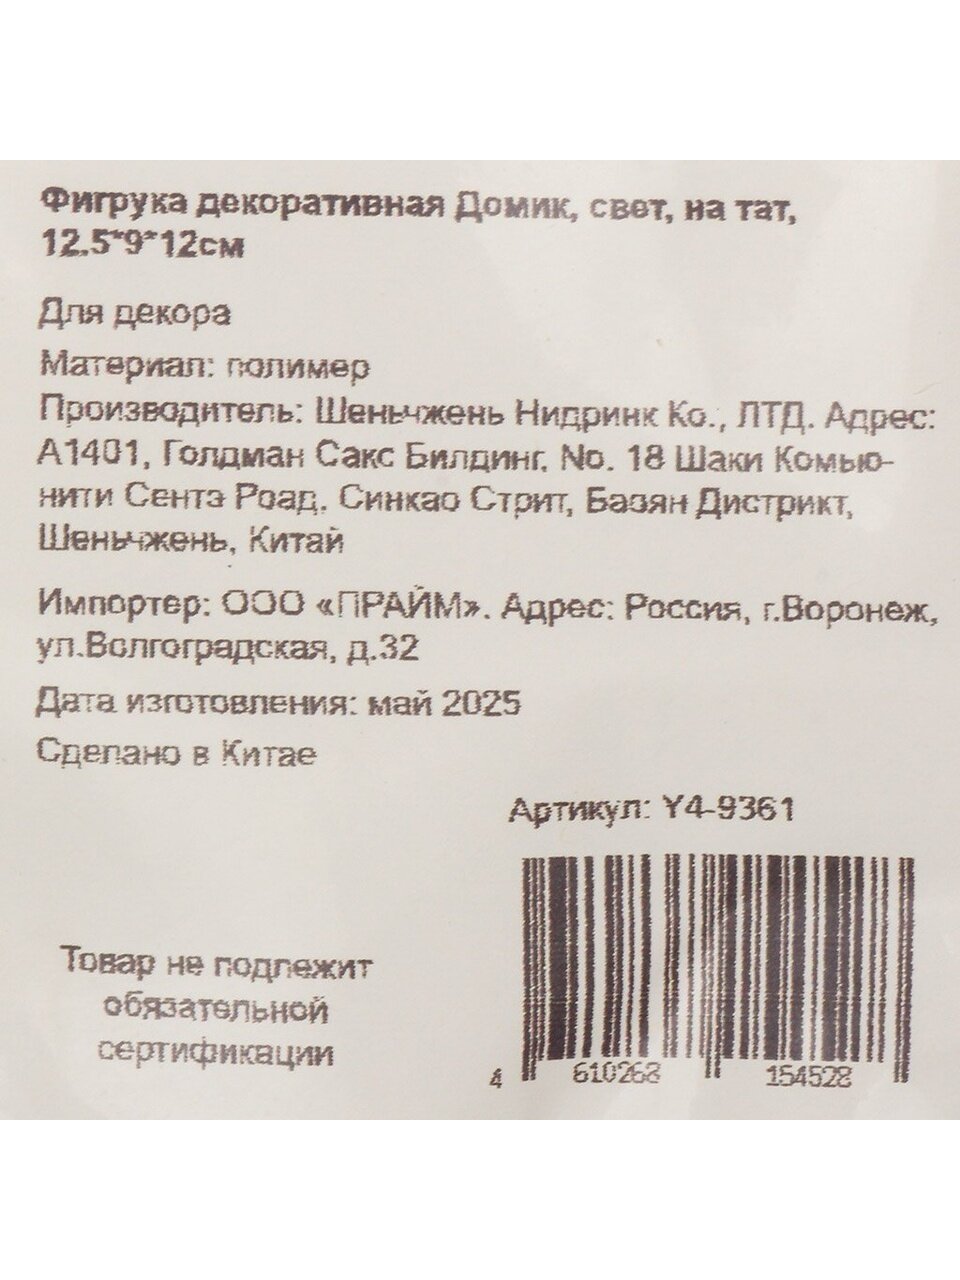 Фигрука декоративная Домик, свет, на тат,
12.5*9*12см
Для декора
Материал: полимер
Производитель: Шеньчжень Нидринк Ко., ЛТД. Адрес:
А1401, Голдман Сакс Билдинг, No. 18 Шаки Комью-
нити Сентэ Роад, Синкао Стрит, Баоян Дистрикт,
Шеньчжень, Китай
Импортер: ООО «ПРАЙМ». Адрес: Россия, г.Воронеж,
ул.Волгоградская, д.32
Дата изготовления: май 2025
Сделано в Китае
Артикул: Y4-9361
Товар не подлежит
обязательной
сертификации
4 610268 154528